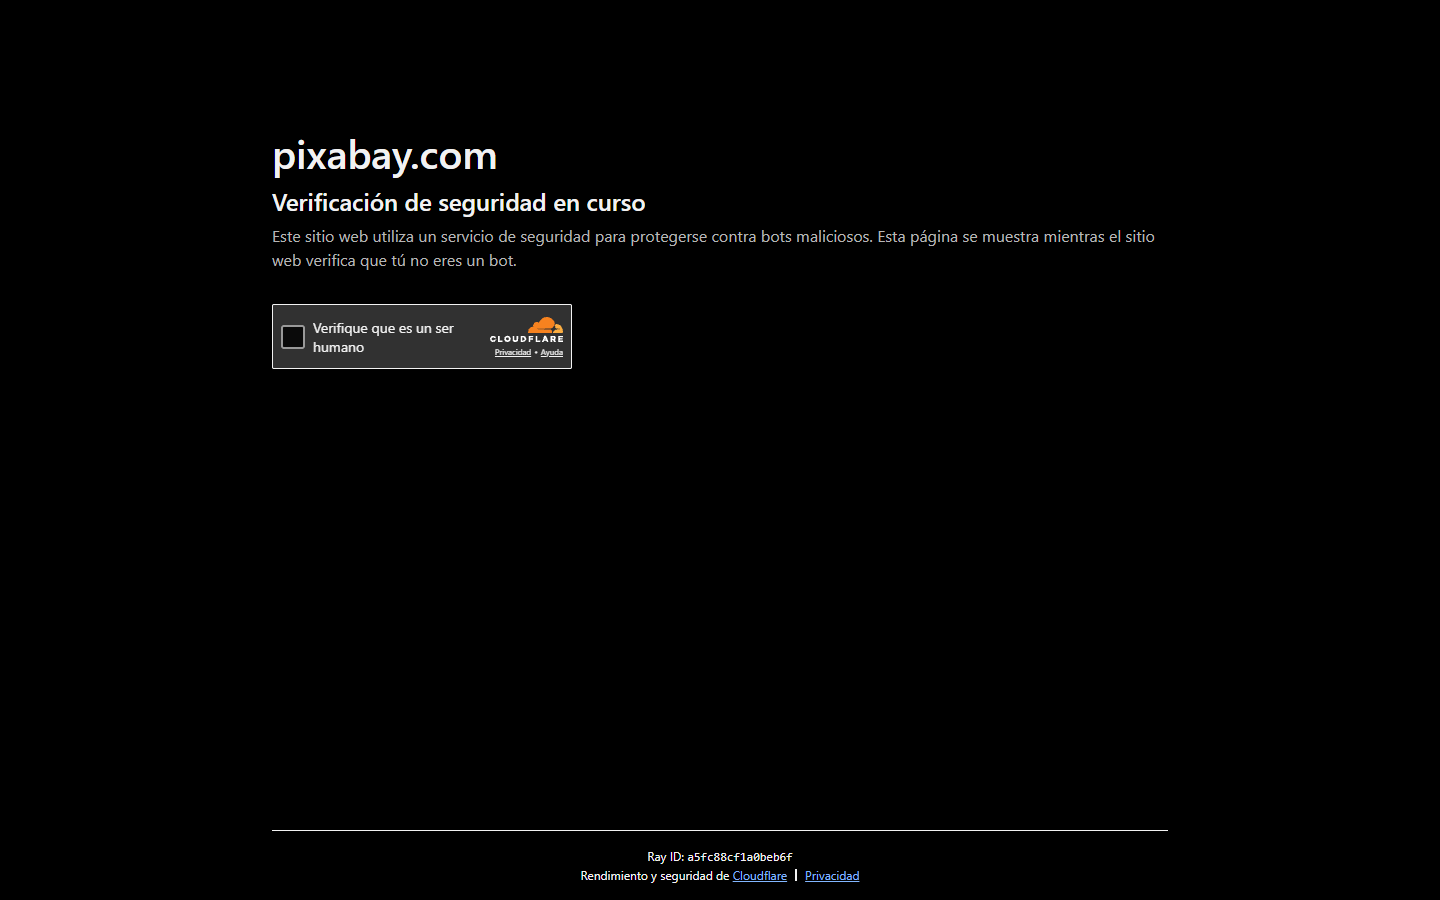 pixabay.com
Verificación de seguridad en curso
Este sitio web utiliza un servicio de seguridad para protegerse contra bots maliciosos. Esta página se muestra mientras el sitio
web verifica que tú no eres un bot.
Verifique que es un ser
humano
CLOUDFLARE
Privacidad • Ayuda
Ray ID: a5fc88cf1a0beb6f
Rendimiento y seguridad de Cloudflare | Privacidad